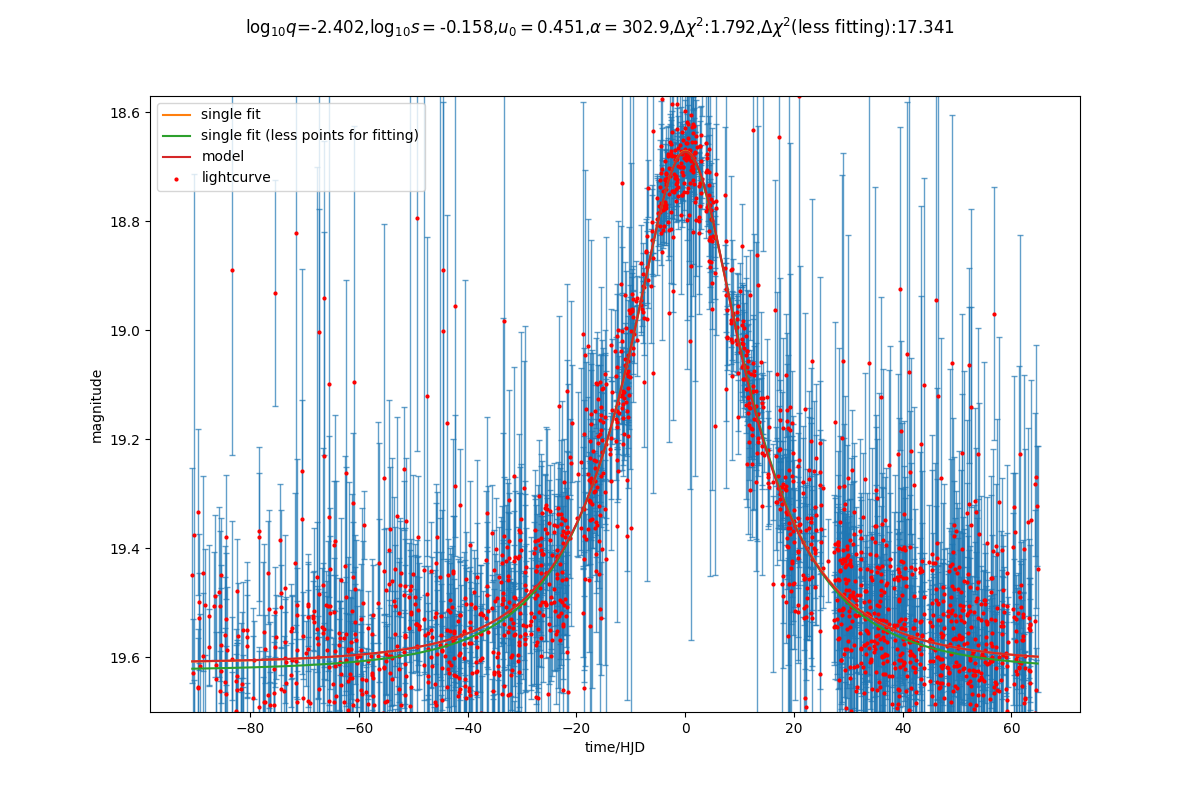 log₁₀q=-2.402,log₁₀s = -0.158,u₀ = 0.451,α = 302.9,Δχ²:1.792,Δχ²(less fitting):17.341
single fit
single fit (less points for fitting)
model
lightcurve
18.6
18.8
19.0
19.2
19.4
19.6
magnitude
−80
−60
−40
−20
0
20
40
60
time/HJD